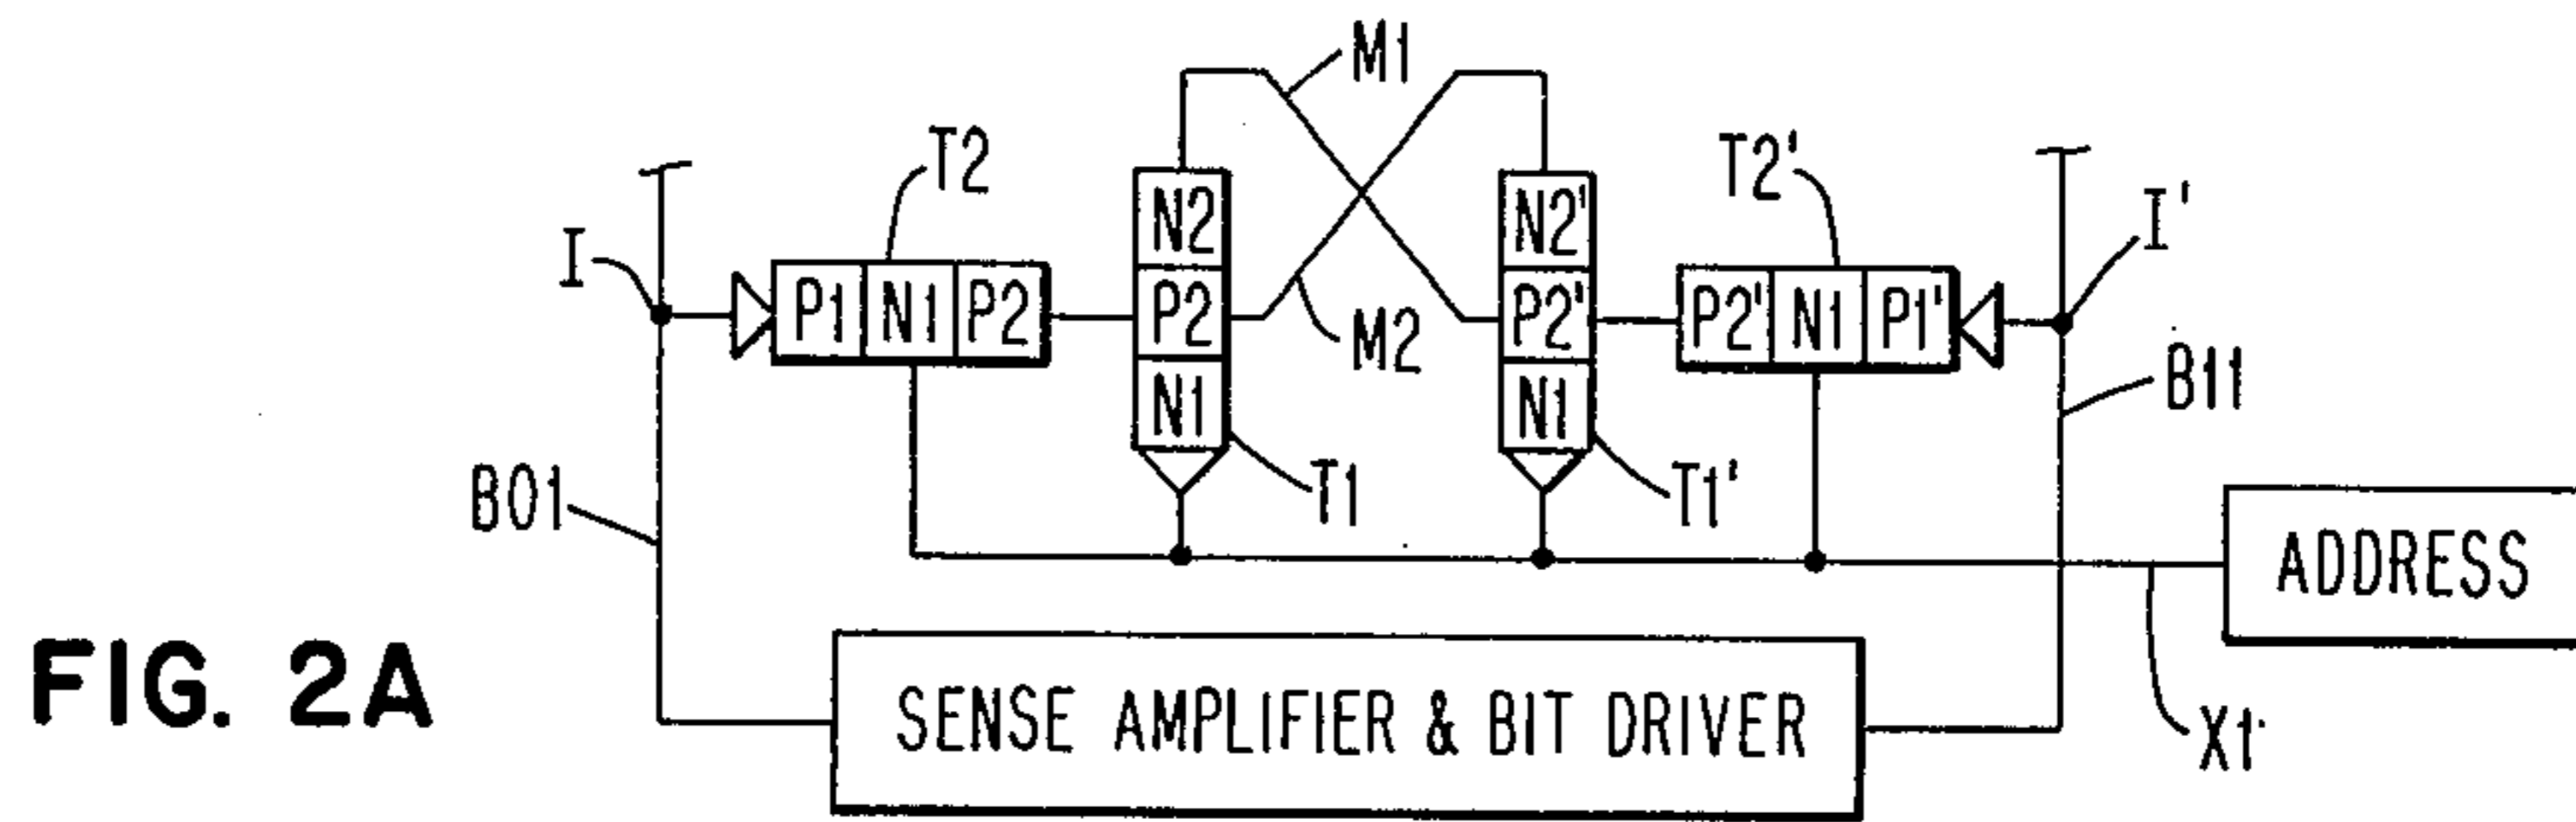 M1
T2
T2'
I
I'
N2
N2'
P1 N1 P2
P2
P2'
P2' N1 P1'
M2
B11
N1
N1
B01
T1
T1'
ADDRESS
FIG. 2A
SENSE AMPLIFIER & BIT DRIVER
X1